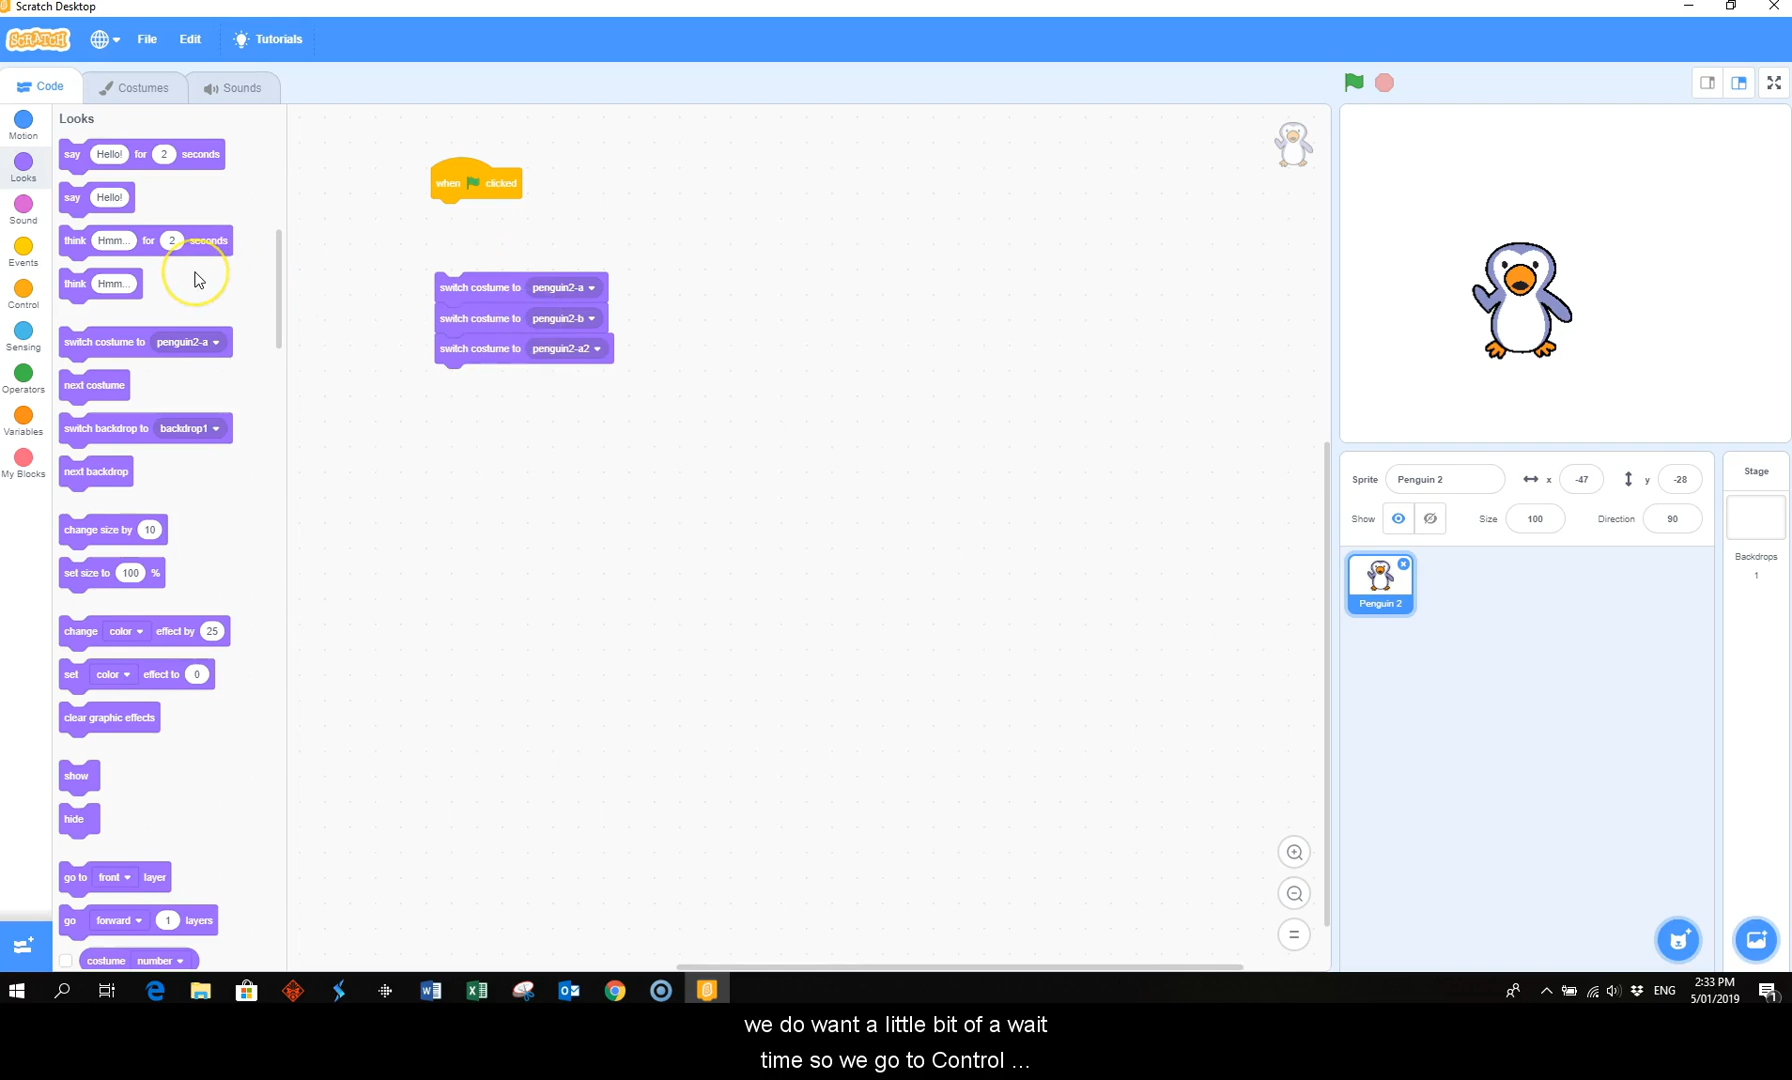 Scratch Desktop
SCRATCH File Edit Tutorials
Code Costumes Sounds
Motion
Looks
Sound
Events
Control
Sensing
Operators
Variables
My Blocks
Looks
say Hello! for 2 seconds
say Hello!
think Hmm... for 2 seconds
think Hmm...
switch costume to penguin2-a
next costume
switch backdrop to backdrop1
next backdrop
change size by 10
set size to 100 %
change color effect by 25
set color effect to 0
clear graphic effects
show
hide
go to front layer
go forward 1 layers
costume number
when clicked
switch costume to penguin2-a
switch costume to penguin2-b
switch costume to penguin2-a2
Sprite Penguin 2 x -47 y -28
Show Size 100 Direction 90
Penguin 2
Stage
Backdrops
1
ENG
2:33 PM
5/01/2019
1
we do want a little bit of a wait
time so we go to Control ...